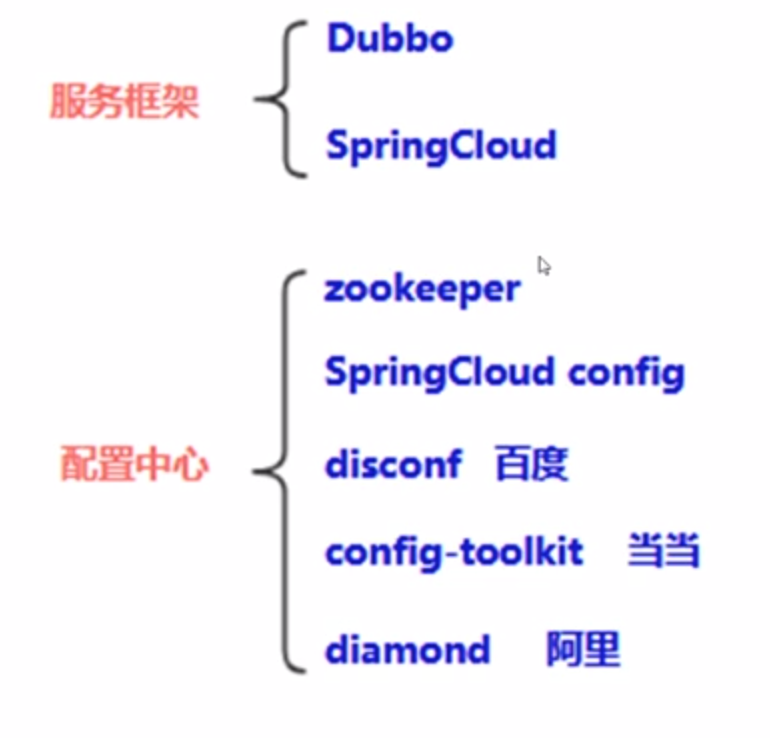 服务框架
Dubbo
SpringCloud
配置中心
zookeeper
SpringCloud config
disconf 百度
config-toolkit 当当
diamond 阿里